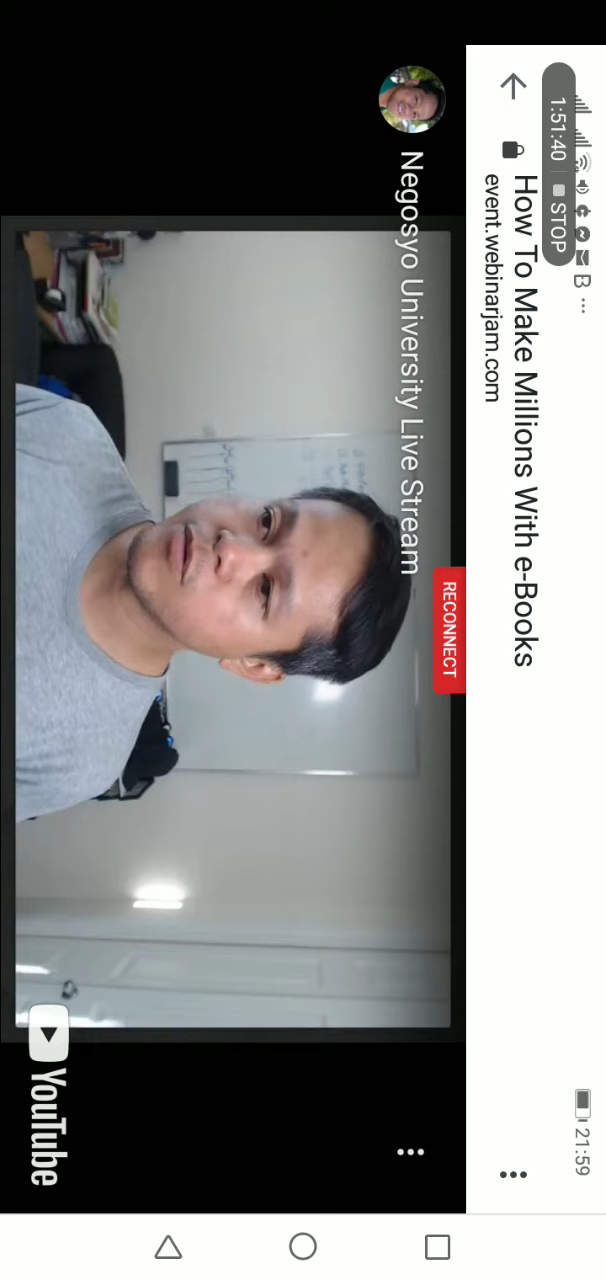 1:51:40
STOP
B ...
21:59
How To Make Millions With e-Books
event.webinarjam.com
RECONNECT
Negosyo University Live Stream
YouTube